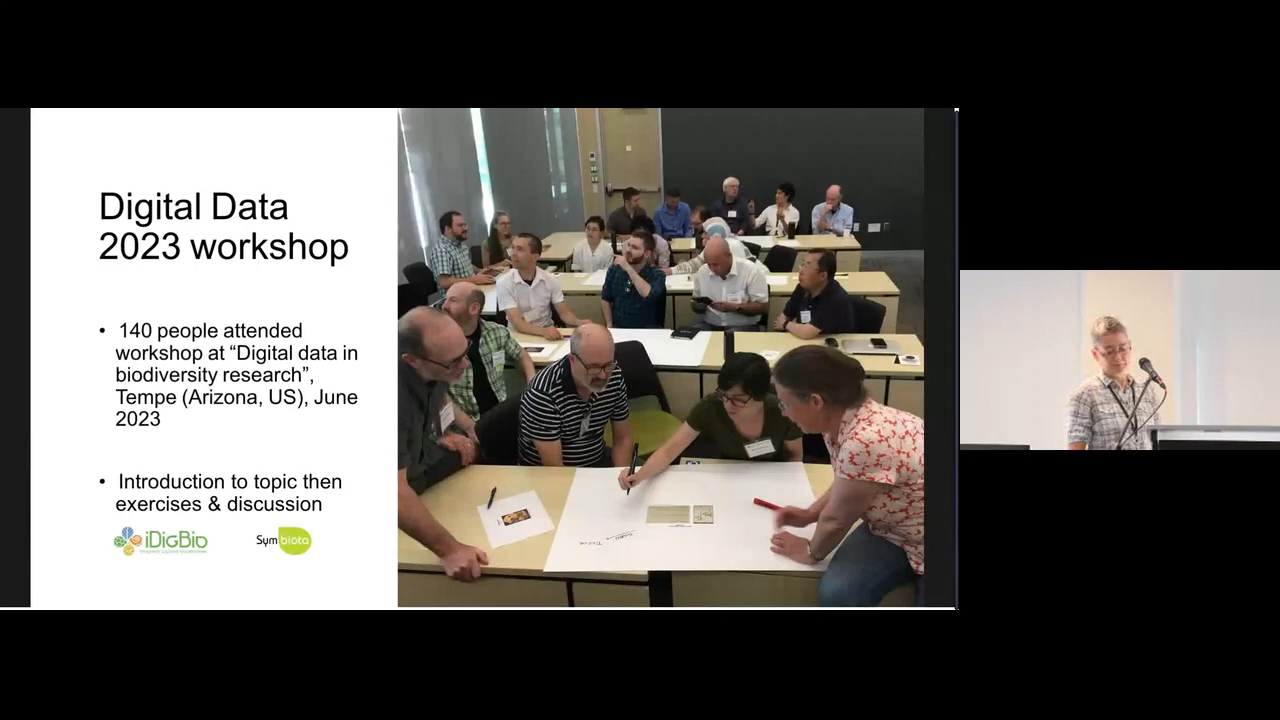 Digital Data
2023 workshop
• 140 people attended
workshop at “Digital data in
biodiversity research”,
Tempe (Arizona, US), June
2023
• Introduction to topic then
exercises & discussion
iDigBio
Symbiota